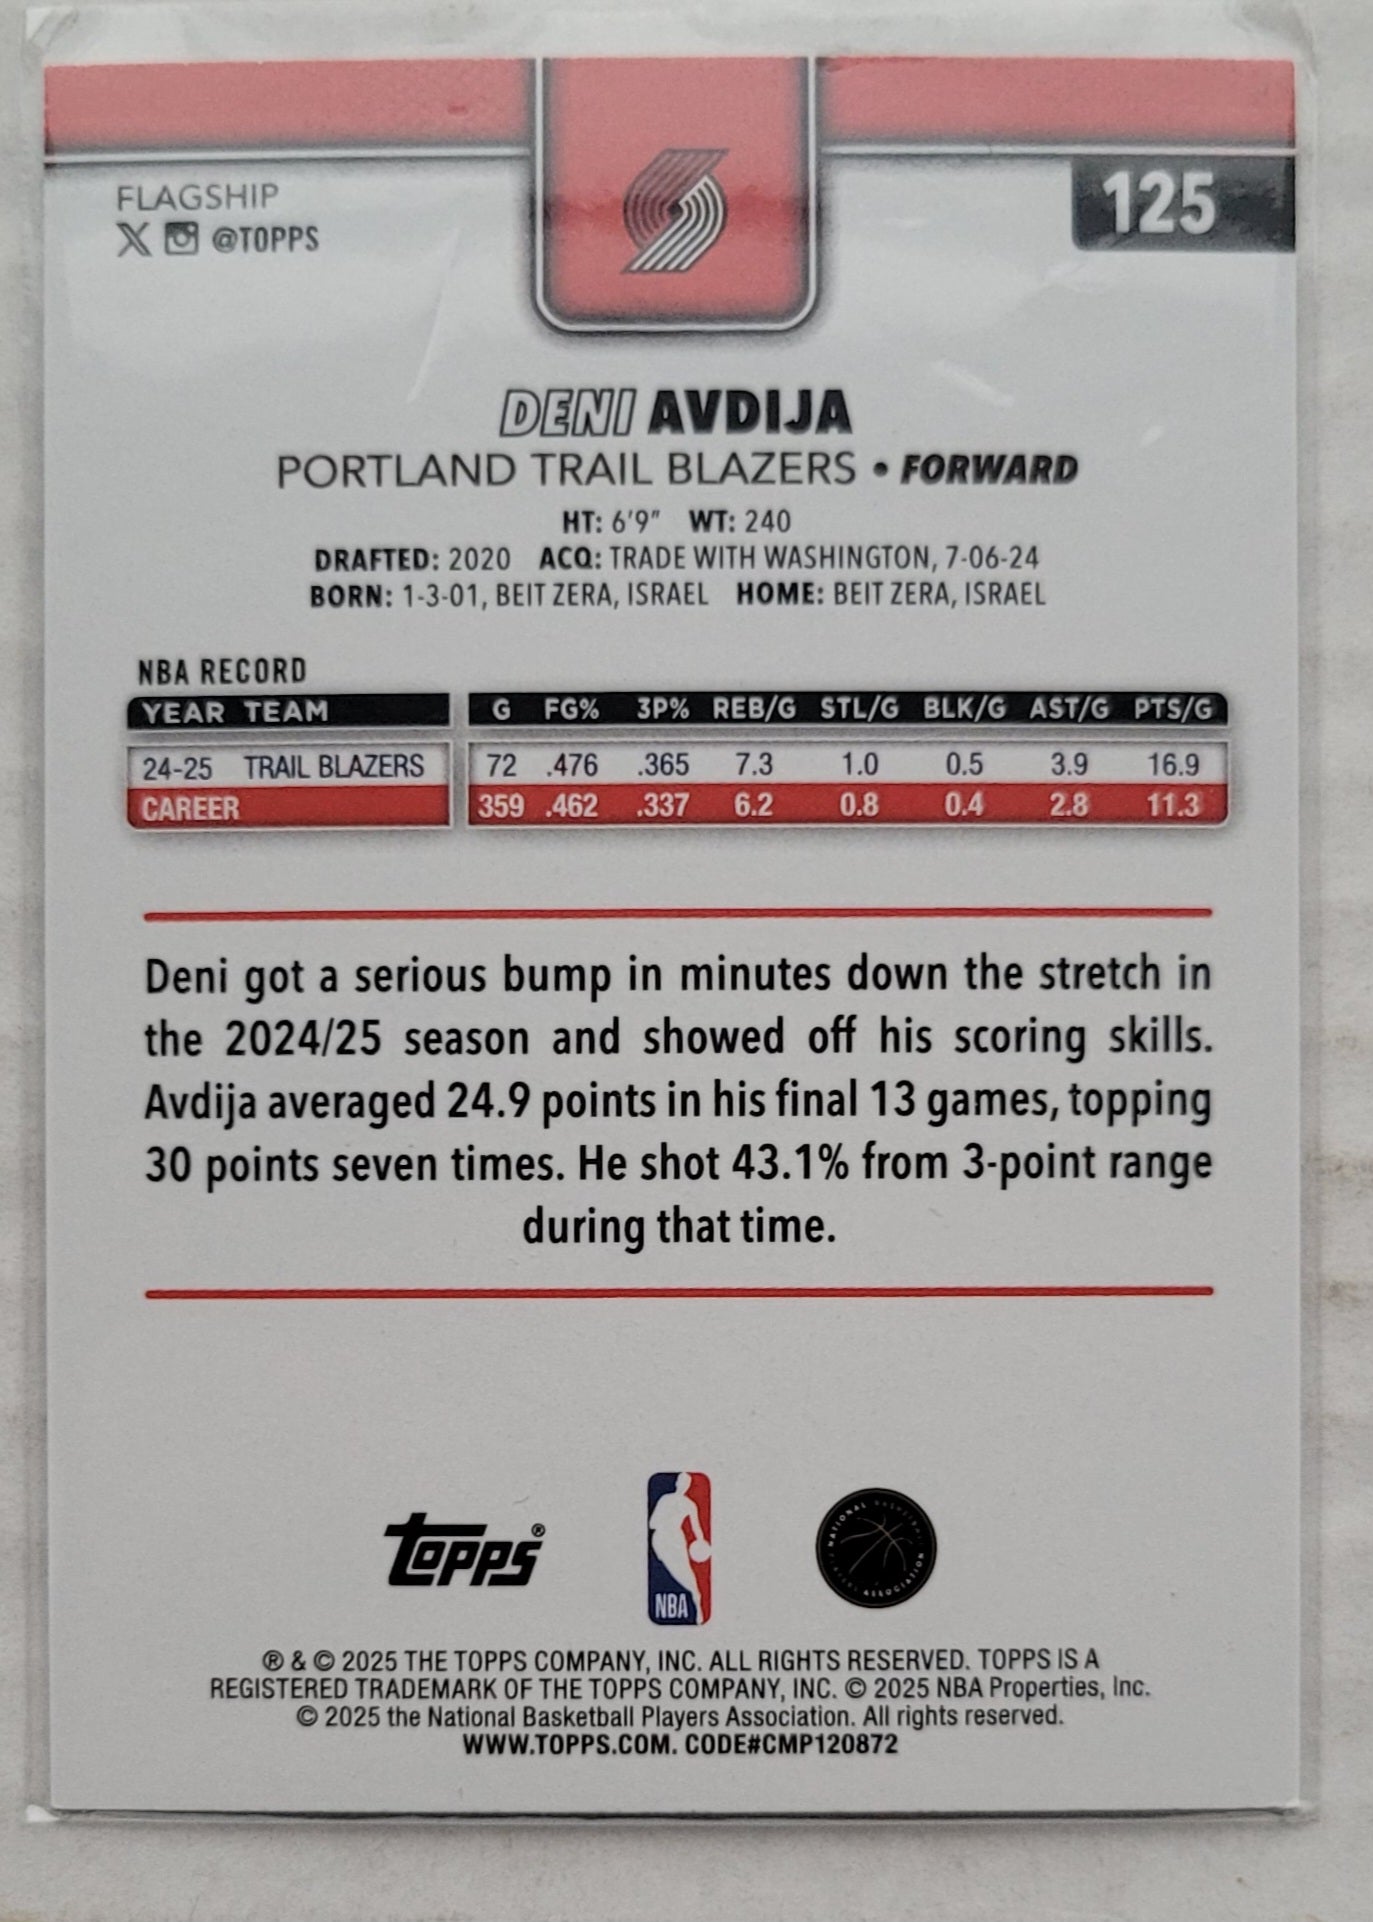 FLAGSHIP
X @TOPPS
125
DENI AVDIJA
PORTLAND TRAIL BLAZERS • FORWARD
HT: 6'9" WT: 240
DRAFTED: 2020 ACQ: TRADE WITH WASHINGTON, 7-06-24
BORN: 1-3-01, BEIT ZERA, ISRAEL HOME: BEIT ZERA, ISRAEL
NBA RECORD
YEAR TEAM G FG% 3P% REB/G STL/G BLK/G AST/G PTS/G
24-25 TRAIL BLAZERS 72 .476 .365 7.3 1.0 0.5 3.9 16.9
CAREER 359 .462 .337 6.2 0.8 0.4 2.8 11.3
Deni got a serious bump in minutes down the stretch in
the 2024/25 season and showed off his scoring skills.
Avdija averaged 24.9 points in his final 13 games, topping
30 points seven times. He shot 43.1% from 3-point range
during that time.
Topps®
NBA
NATIONAL BASKETBALL PLAYERS ASSOCIATION
® & © 2025 THE TOPPS COMPANY, INC. ALL RIGHTS RESERVED. TOPPS IS A
REGISTERED TRADEMARK OF THE TOPPS COMPANY, INC. © 2025 NBA Properties, Inc.
© 2025 the National Basketball Players Association. All rights reserved.
WWW.TOPPS.COM. CODE#CMP120872